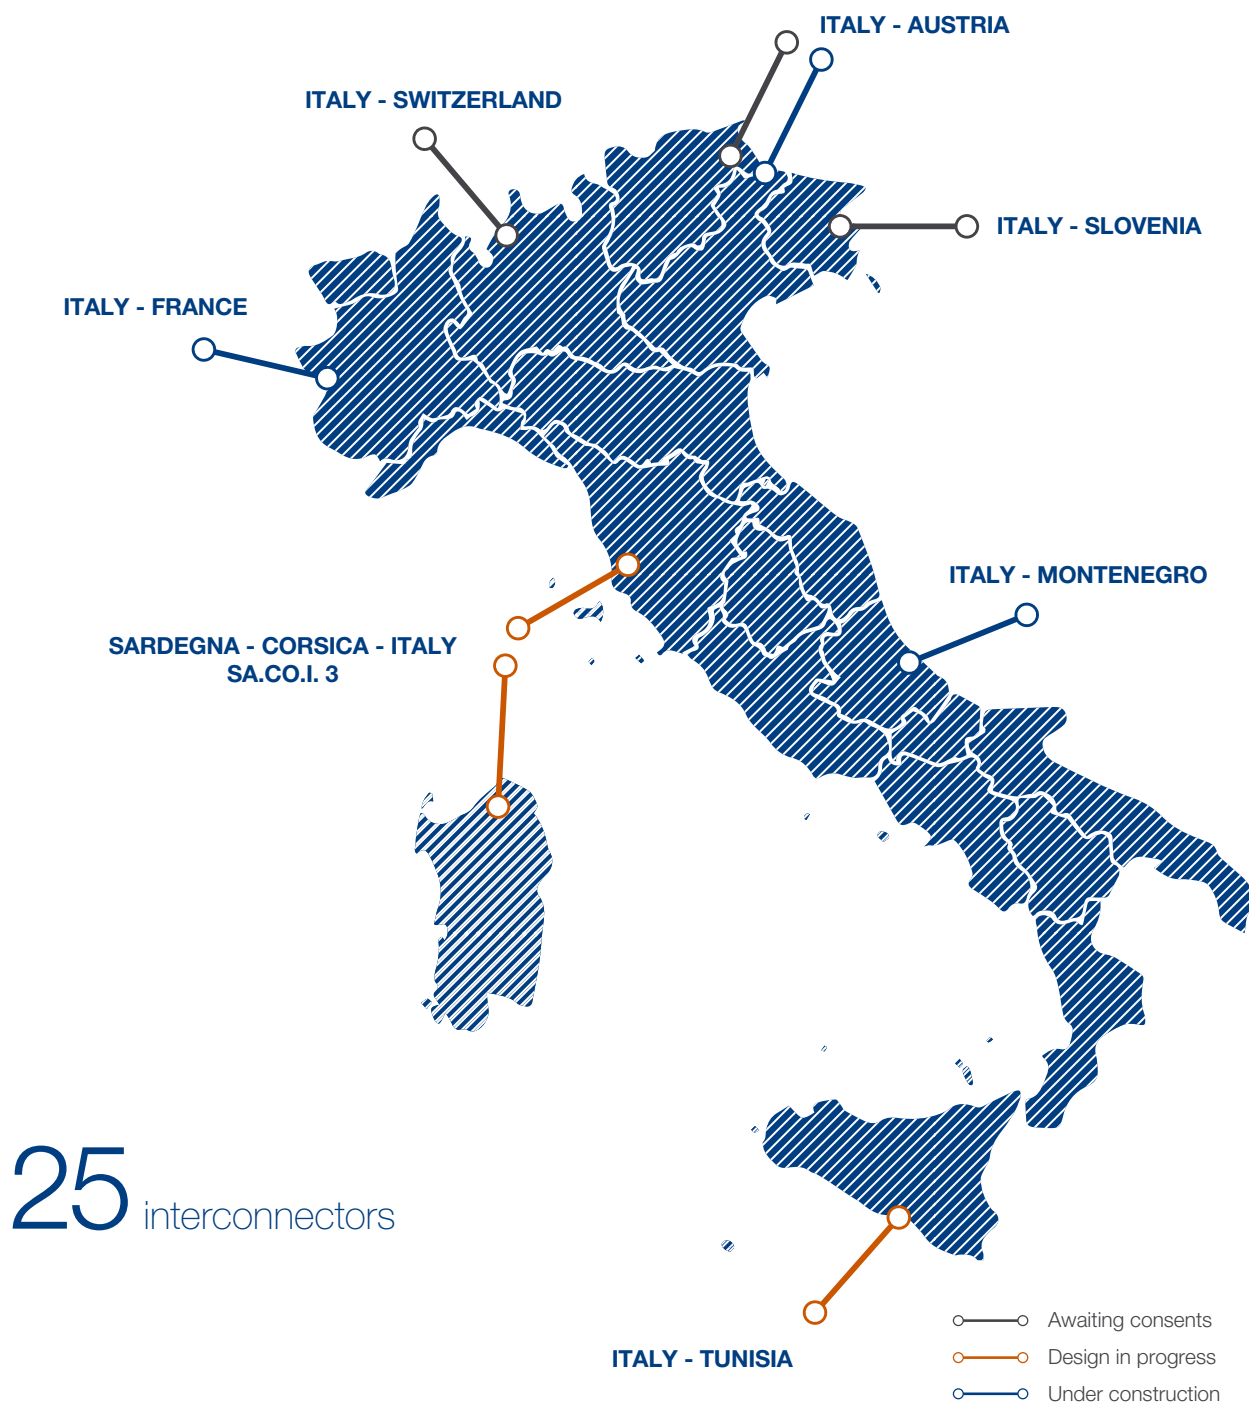 ITALY - AUSTRIA
ITALY - SWITZERLAND
ITALY - SLOVENIA
ITALY - FRANCE
ITALY - MONTENEGRO
SARDEGNA - CORSICA - ITALY
SA.CO.I. 3
25 interconnectors
ITALY - TUNISIA
Awaiting consents
Design in progress
Under construction